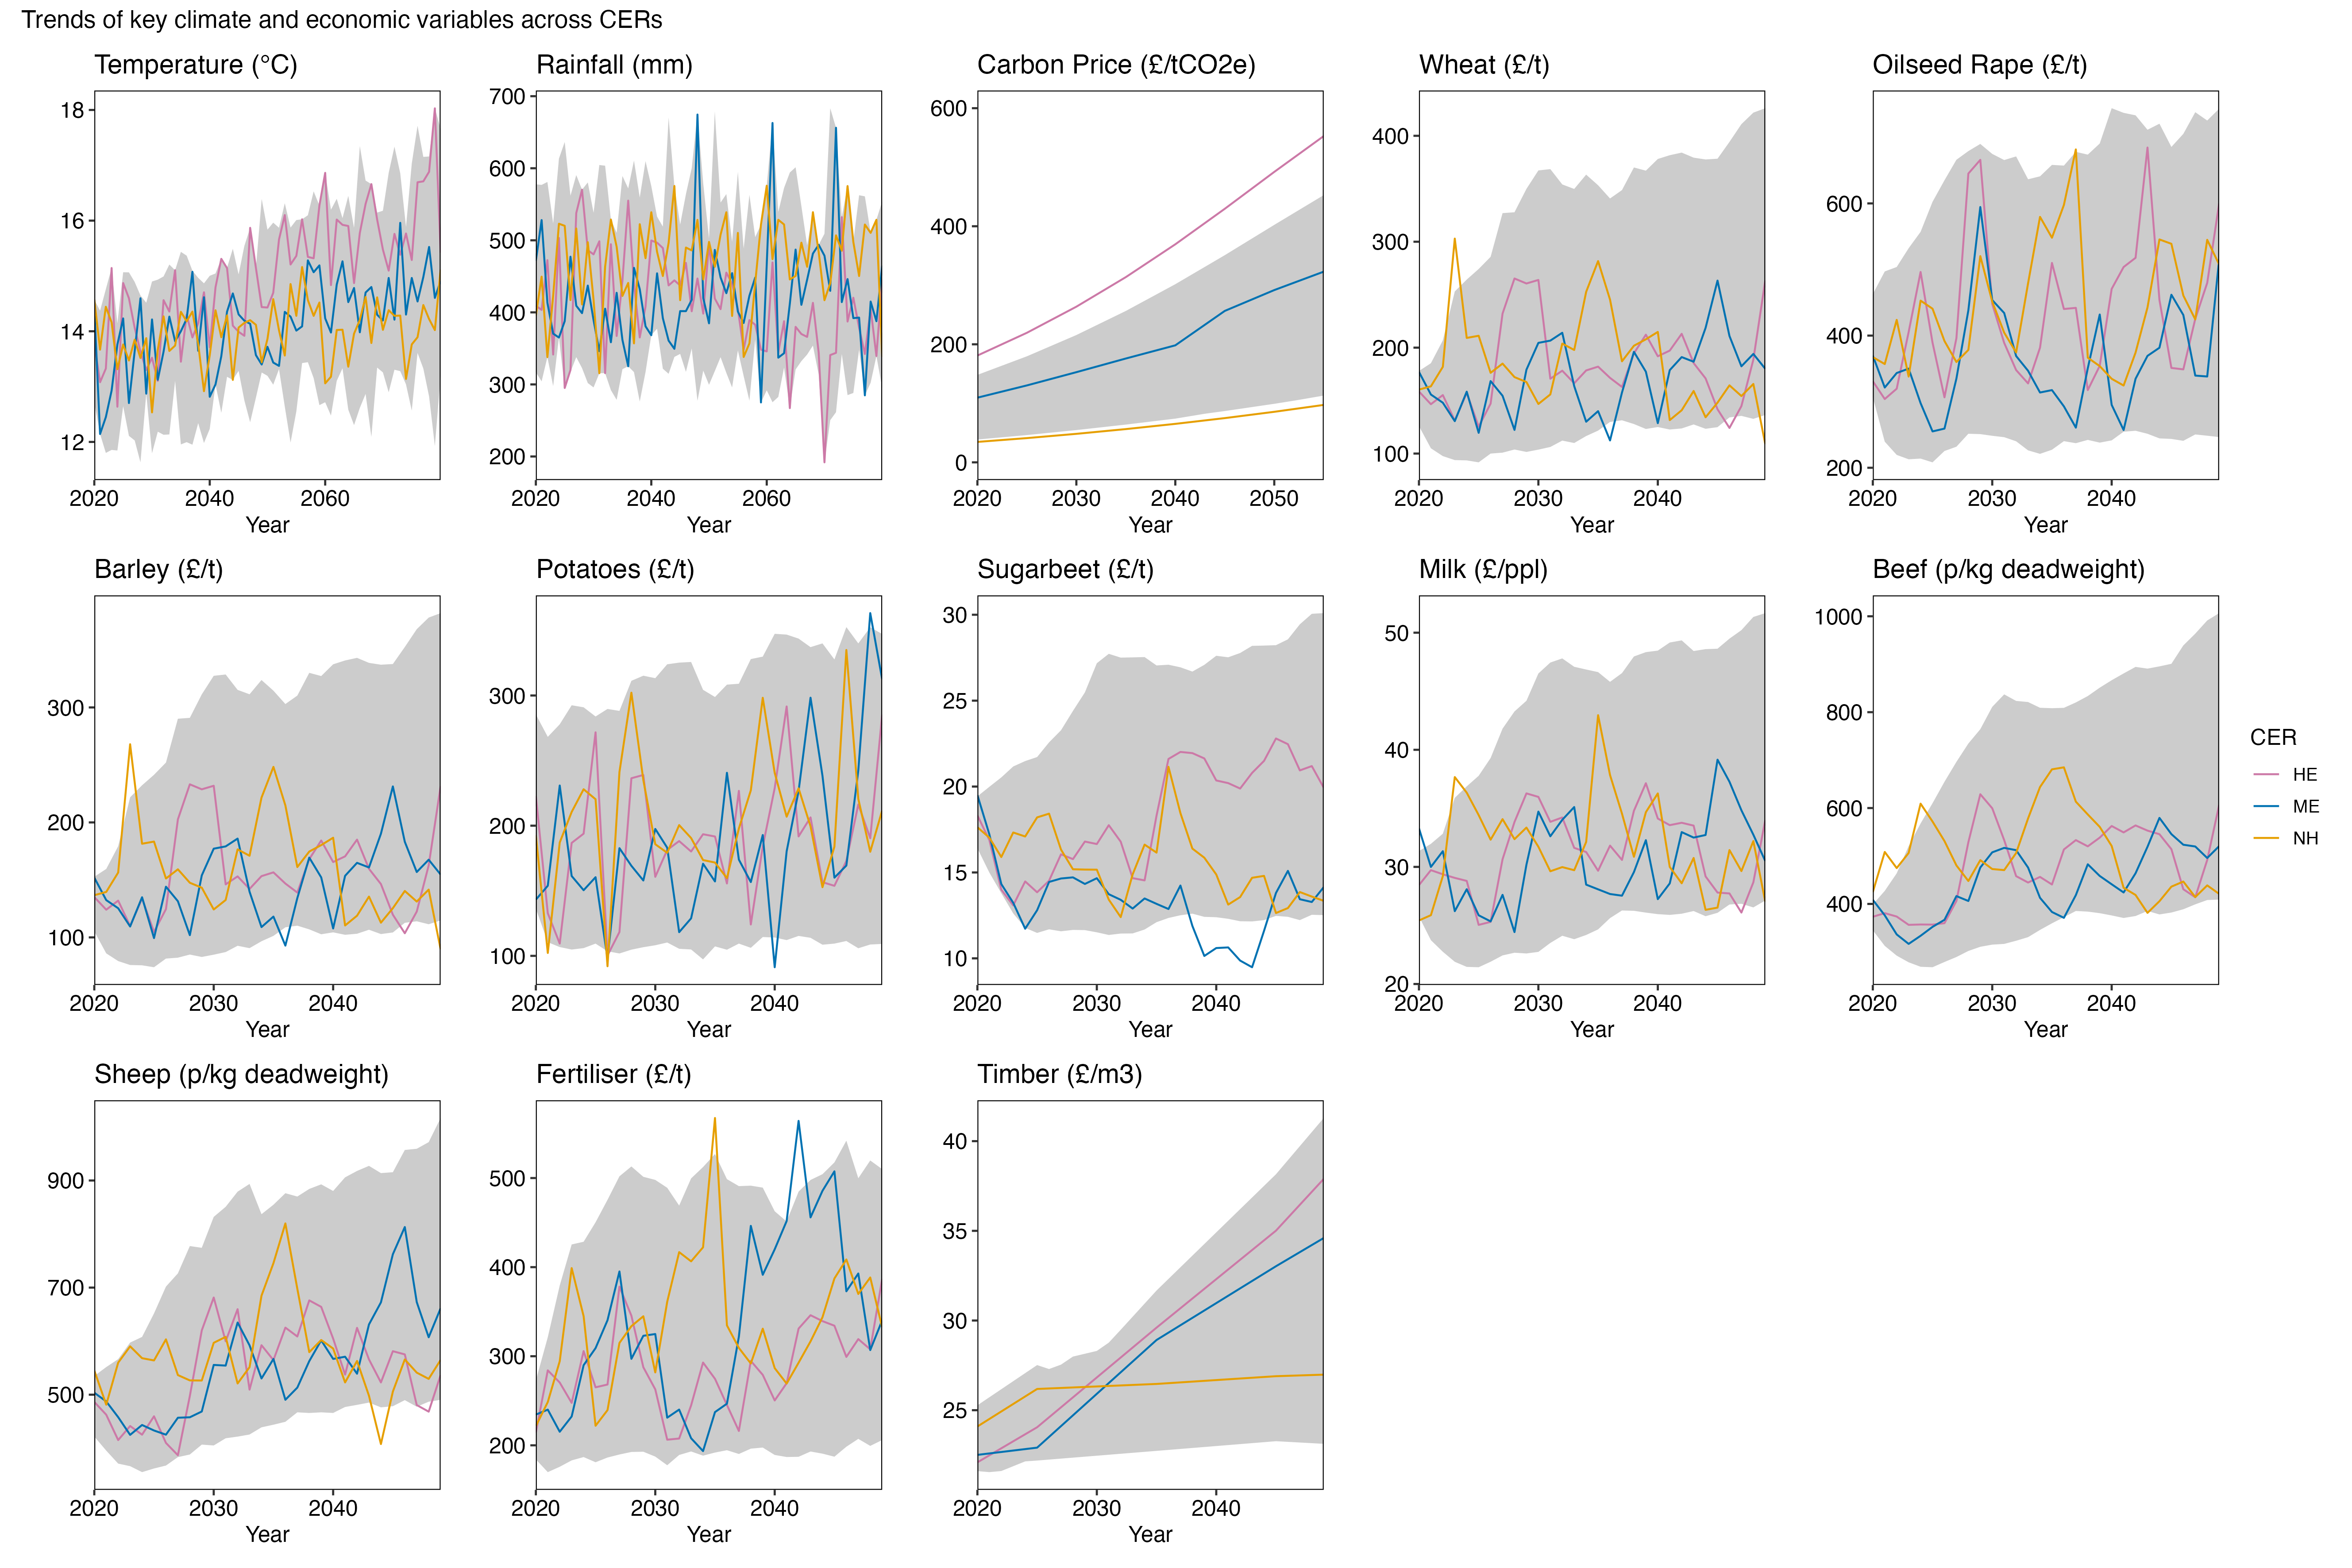 Trends of key climate and economic variables across CERs
Temperature (°C)
18
16
14
12
2020 2040 2060
Year
Rainfall (mm)
700
600
500
400
300
200
2020 2040 2060
Year
Carbon Price (£/tCO2e)
600
400
200
0
2020 2030 2040 2050
Year
Wheat (£/t)
400
300
200
100
2020 2030 2040
Year
Oilseed Rape (£/t)
600
400
200
2020 2030 2040
Year
Barley (£/t)
300
200
100
2020 2030 2040
Year
Potatoes (£/t)
300
200
100
2020 2030 2040
Year
Sugarbeet (£/t)
30
25
20
15
10
2020 2030 2040
Year
Milk (£/ppl)
50
40
30
20
2020 2030 2040
Year
Beef (p/kg deadweight)
1000
800
600
400
2020 2030 2040
Year
CER
HE
ME
NH
Sheep (p/kg deadweight)
900
700
500
2020 2030 2040
Year
Fertiliser (£/t)
500
400
300
200
2020 2030 2040
Year
Timber (£/m3)
40
35
30
25
2020 2030 2040
Year